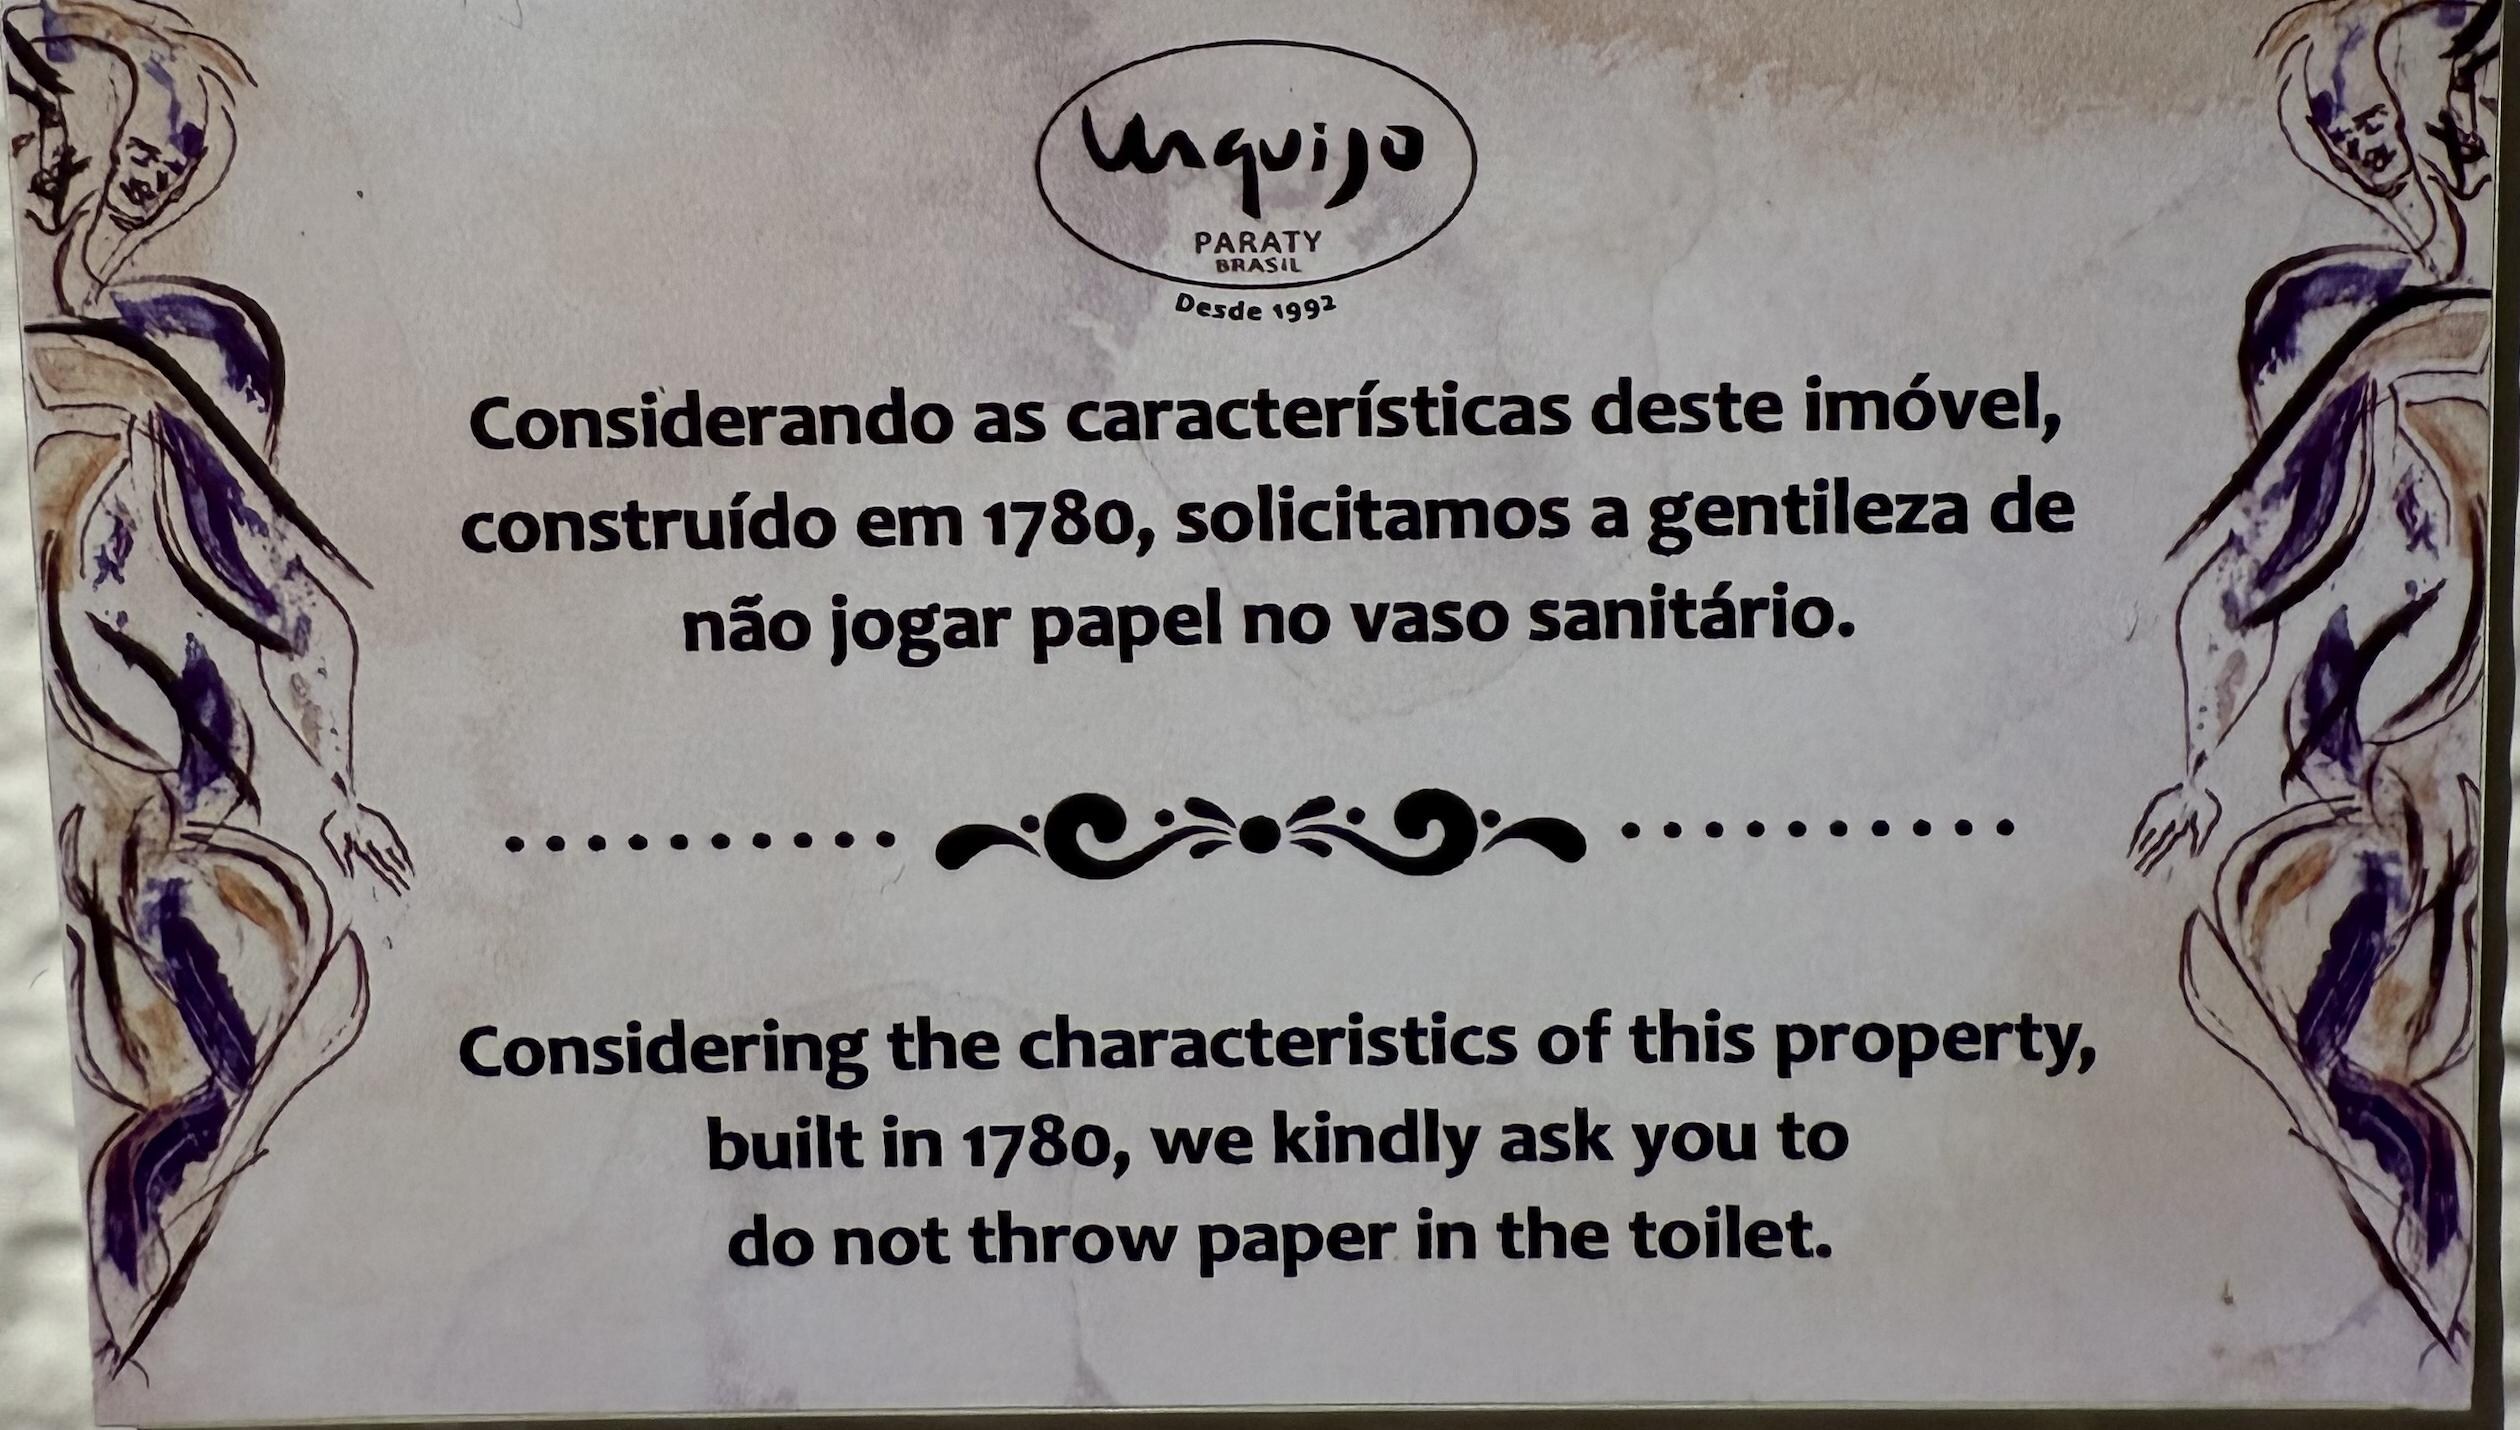 Urquijo
PARATY
BRASIL
Desde 1992
Considerando as características deste imóvel,
construído em 1780, solicitamos a gentileza de
não jogar papel no vaso sanitário.
Considering the characteristics of this property,
built in 1780, we kindly ask you to
do not throw paper in the toilet.